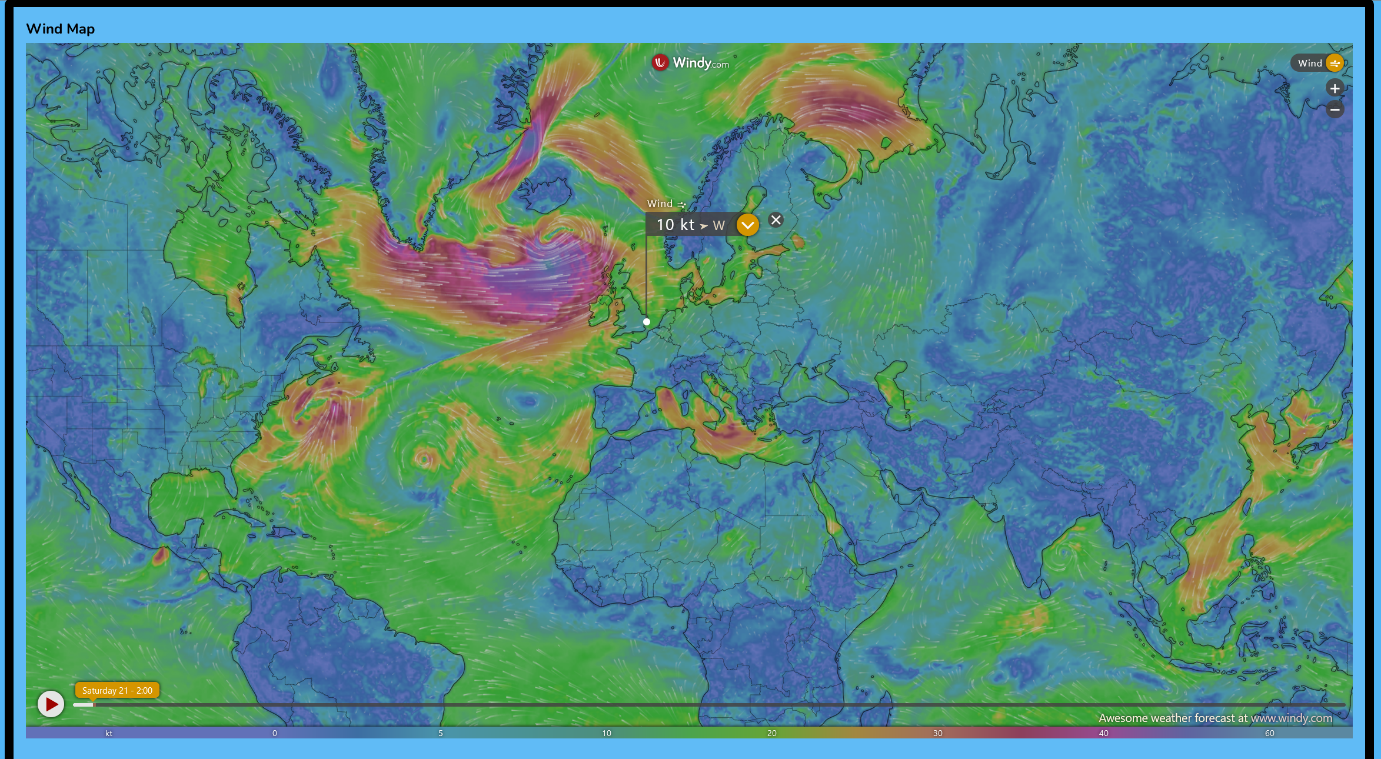 Wind Map
Windy.com
Wind
+
−
Wind
10 kt W
Saturday 21 - 2:00
Awesome weather forecast at www.windy.com
kt 0 5 10 20 30 40 60